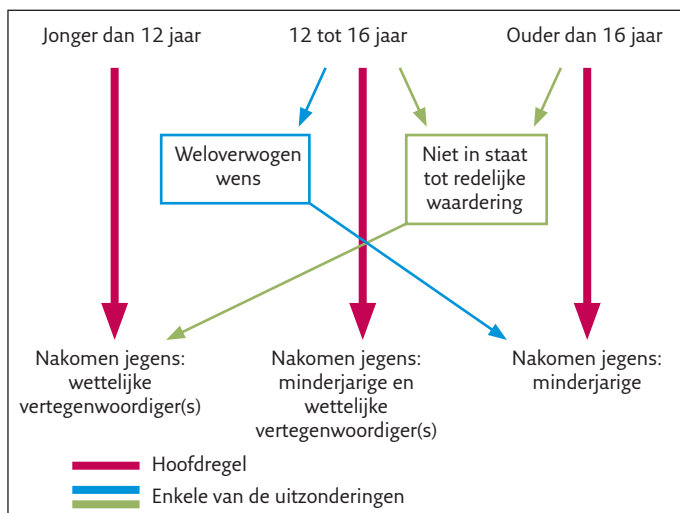 Jonger dan 12 jaar
12 tot 16 jaar
Ouder dan 16 jaar
Weloverwogen
wens
Niet in staat
tot redelijke
waardering
Nakomen jegens:
wettelijke
vertegenwoordiger(s)
Nakomen jegens:
minderjarige en
wettelijke
vertegenwoordiger(s)
Nakomen jegens:
minderjarige
Hoofdregel
Enkele van de uitzonderingen